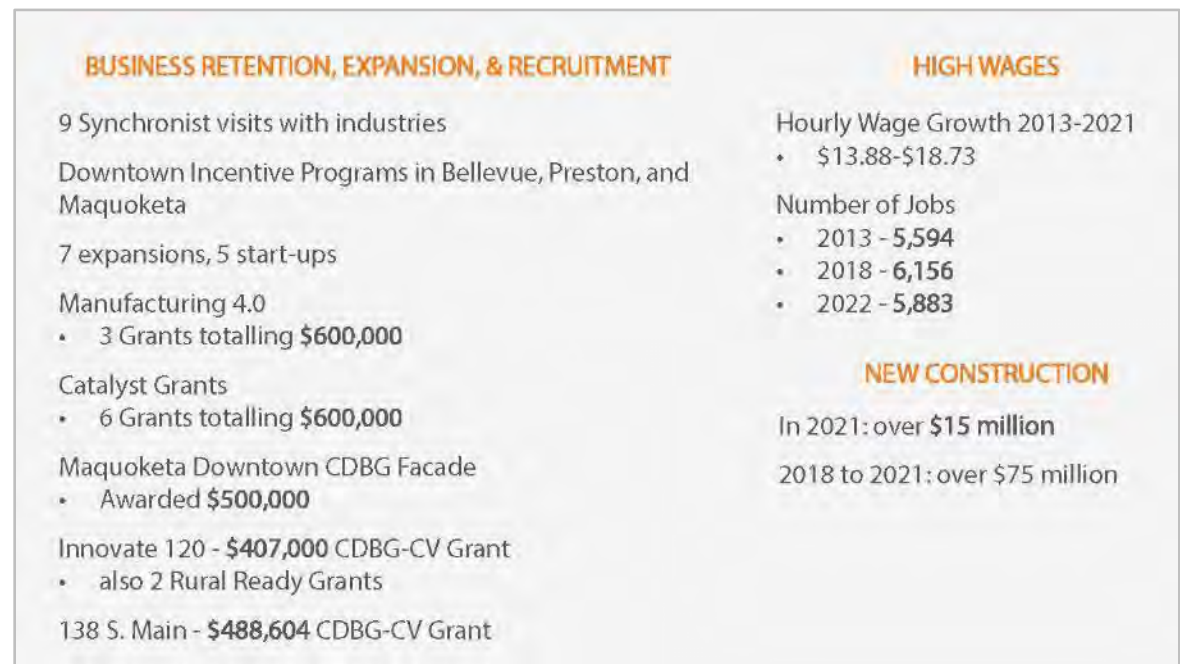 BUSINESS RETENTION, EXPANSION, & RECRUITMENT
9 Synchronist visits with industries
Downtown Incentive Programs in Bellevue, Preston, and
Maquoketa
7 expansions, 5 start-ups
Manufacturing 4.0
• 3 Grants totalling $600,000
Catalyst Grants
• 6 Grants totalling $600,000
Maquoketa Downtown CDBG Facade
• Awarded $500,000
Innovate 120 - $407,000 CDBG-CV Grant
• also 2 Rural Ready Grants
138 S. Main - $488,604 CDBG-CV Grant
HIGH WAGES
Hourly Wage Growth 2013-2021
• $13.88-$18.73
Number of Jobs
• 2013 - 5,594
• 2018 - 6,156
• 2022 - 5,883
NEW CONSTRUCTION
In 2021: over $15 million
2018 to 2021: over $75 million